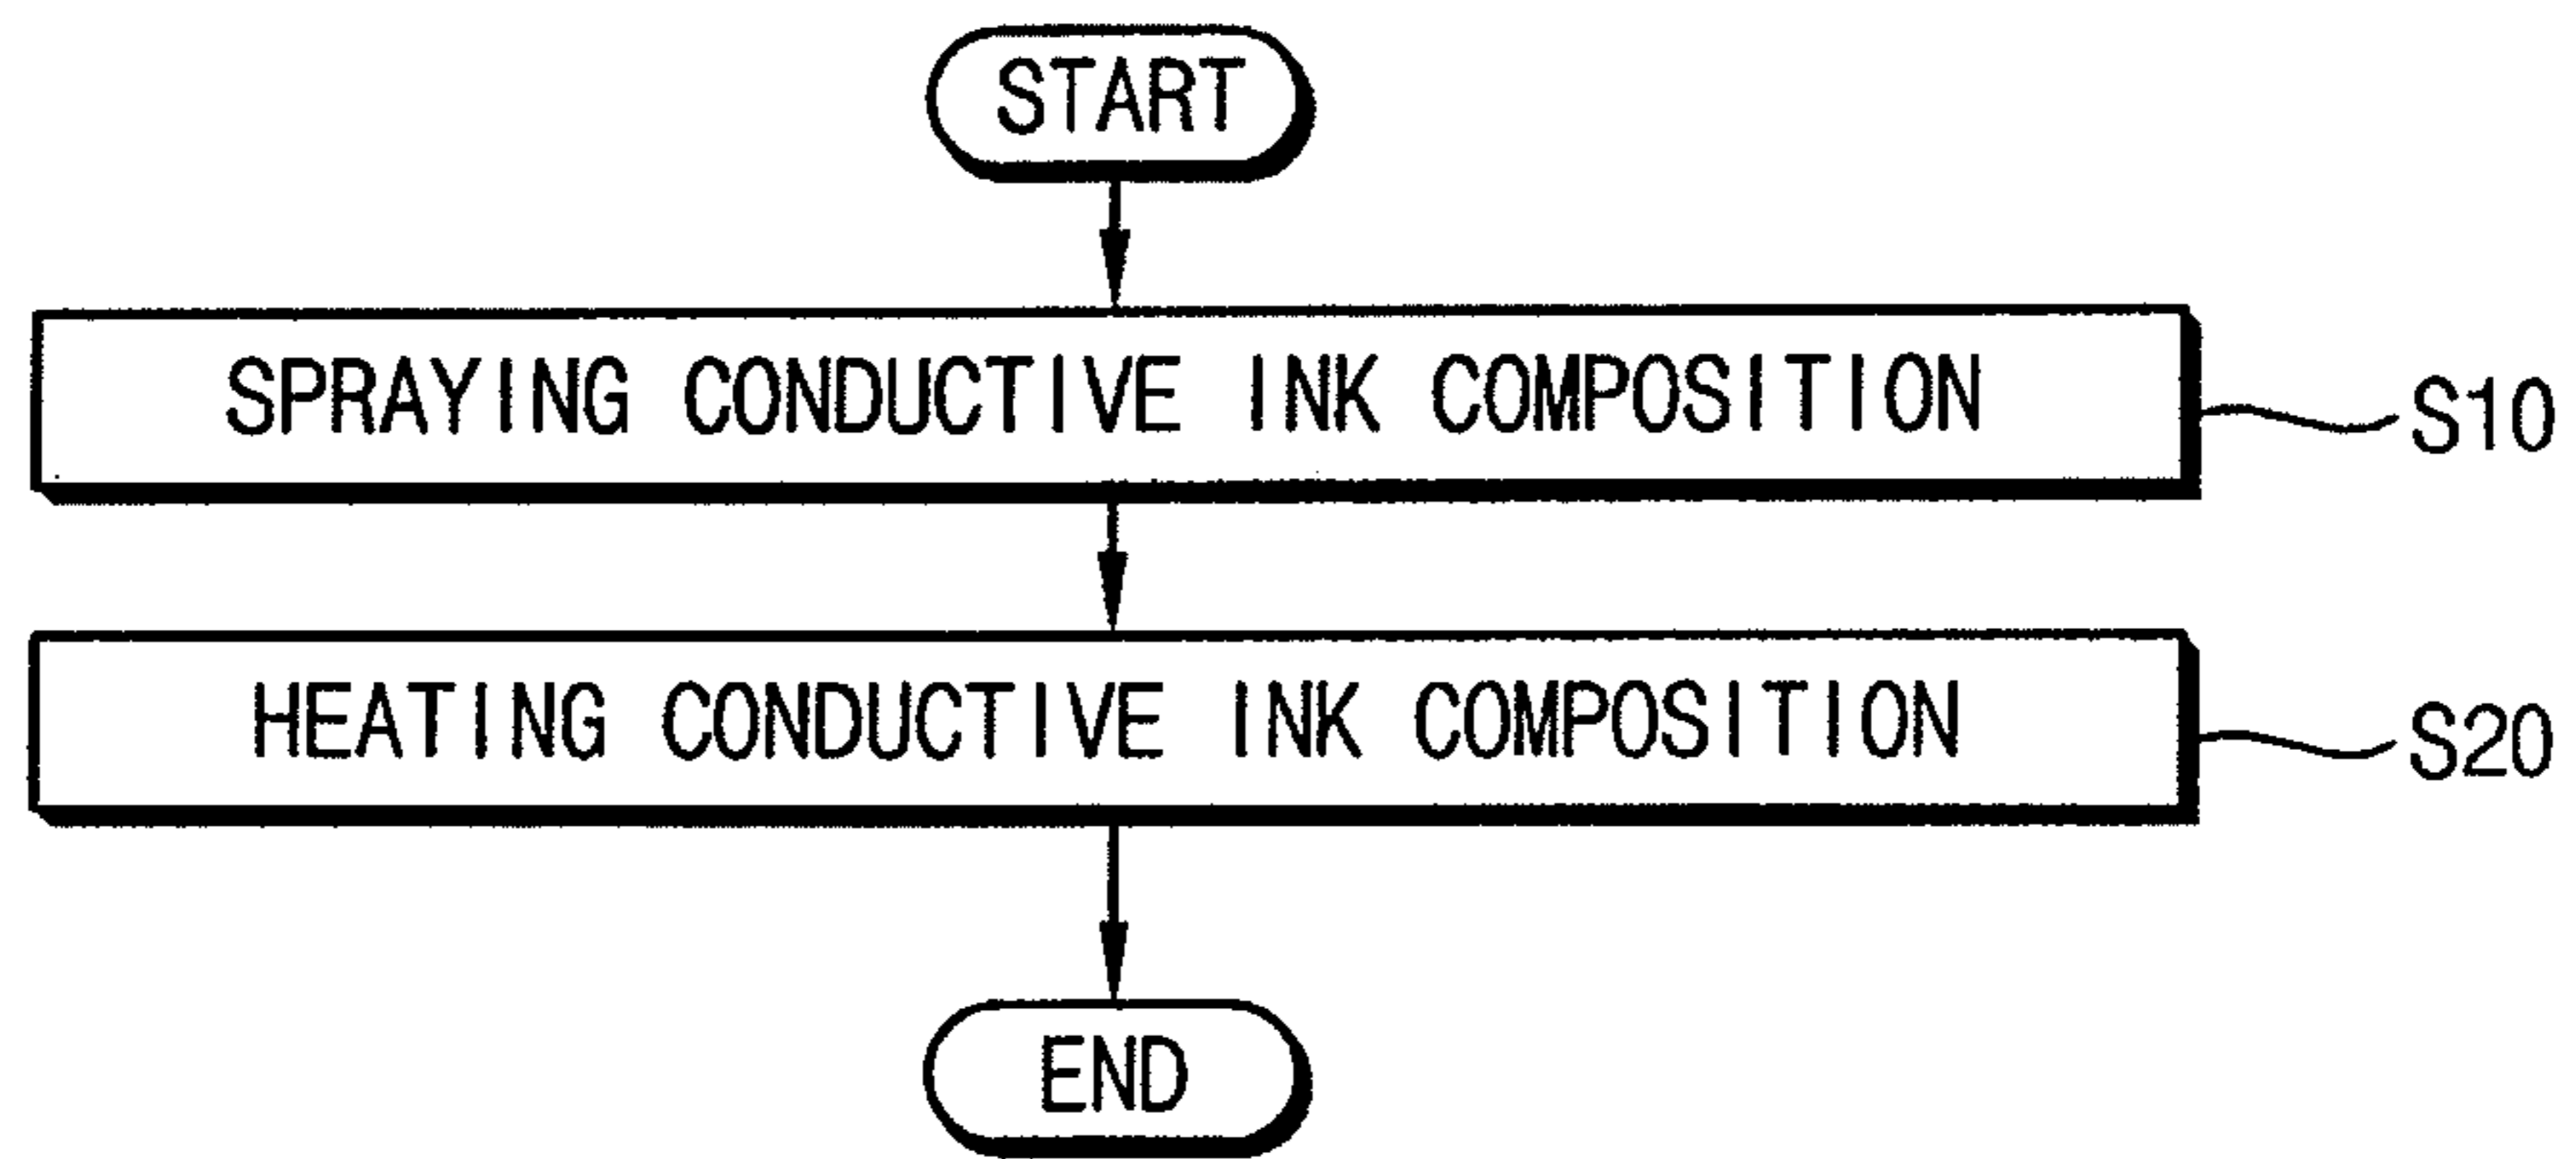 START
SPRAYING CONDUCTIVE INK COMPOSITION
S10
HEATING CONDUCTIVE INK COMPOSITION
S20
END